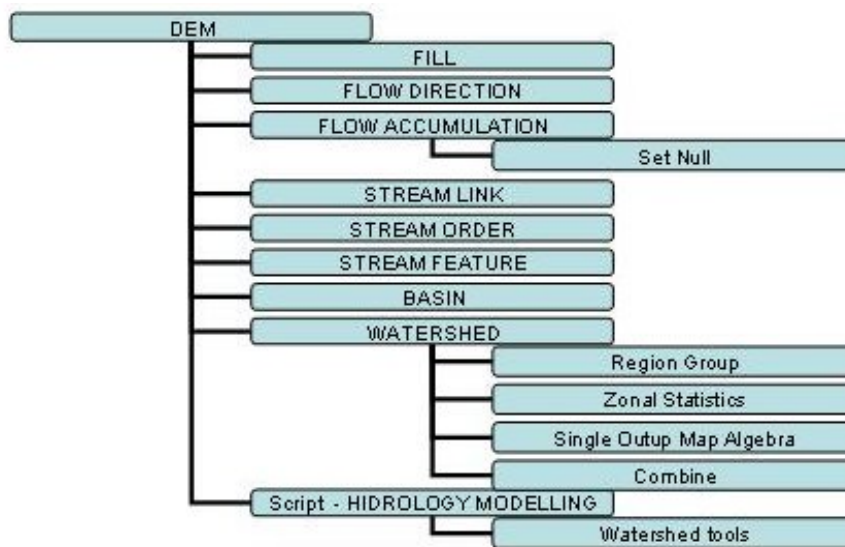 DEM
FILL
FLOW DIRECTION
FLOW ACCUMULATION
Set Null
STREAM LINK
STREAM ORDER
STREAM FEATURE
BASIN
WATERSHED
Region Group
Zonal Statistics
Single Outup Map Algebra
Combine
Script - HIDROLOGY MODELLING
Watershed tools